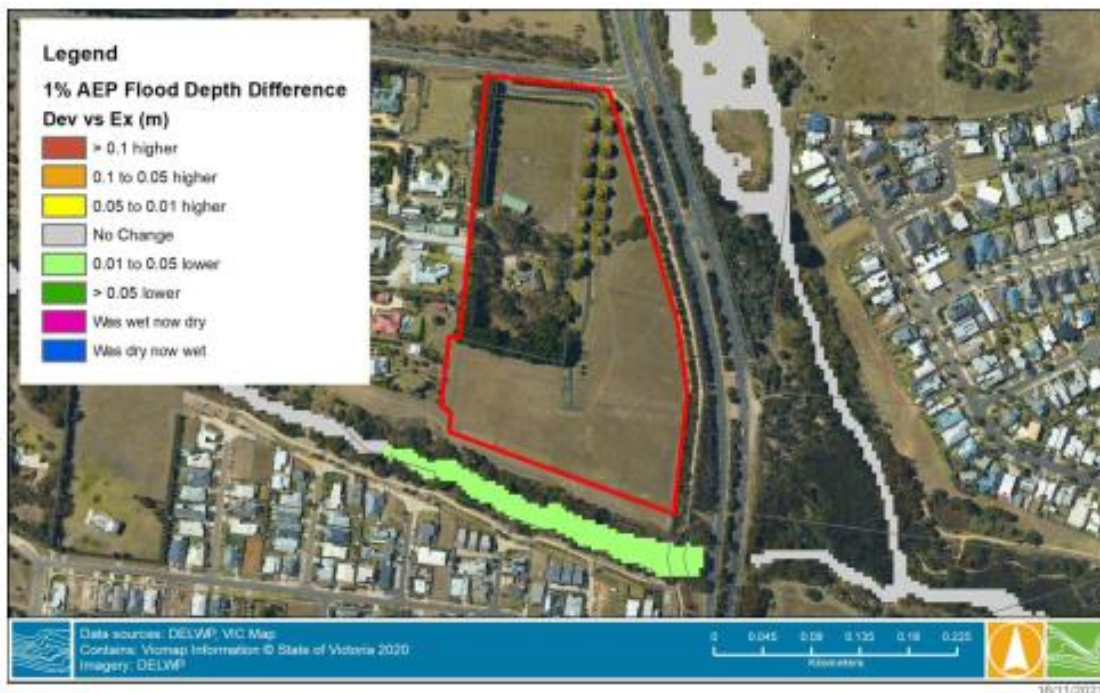 Legend
1% AEP Flood Depth Difference
Dev vs Ex (m)
> 0.1 higher
0.1 to 0.05 higher
0.05 to 0.01 higher
No Change
0.01 to 0.05 lower
> 0.05 lower
Was wet now dry
Was dry now wet
Data sources: DELWP, VIC Map
Contains: Vicmap Information © State of Victoria 2020
Imagery: DELWP
0 0.045 0.09 0.135 0.18 0.225
Kilometers